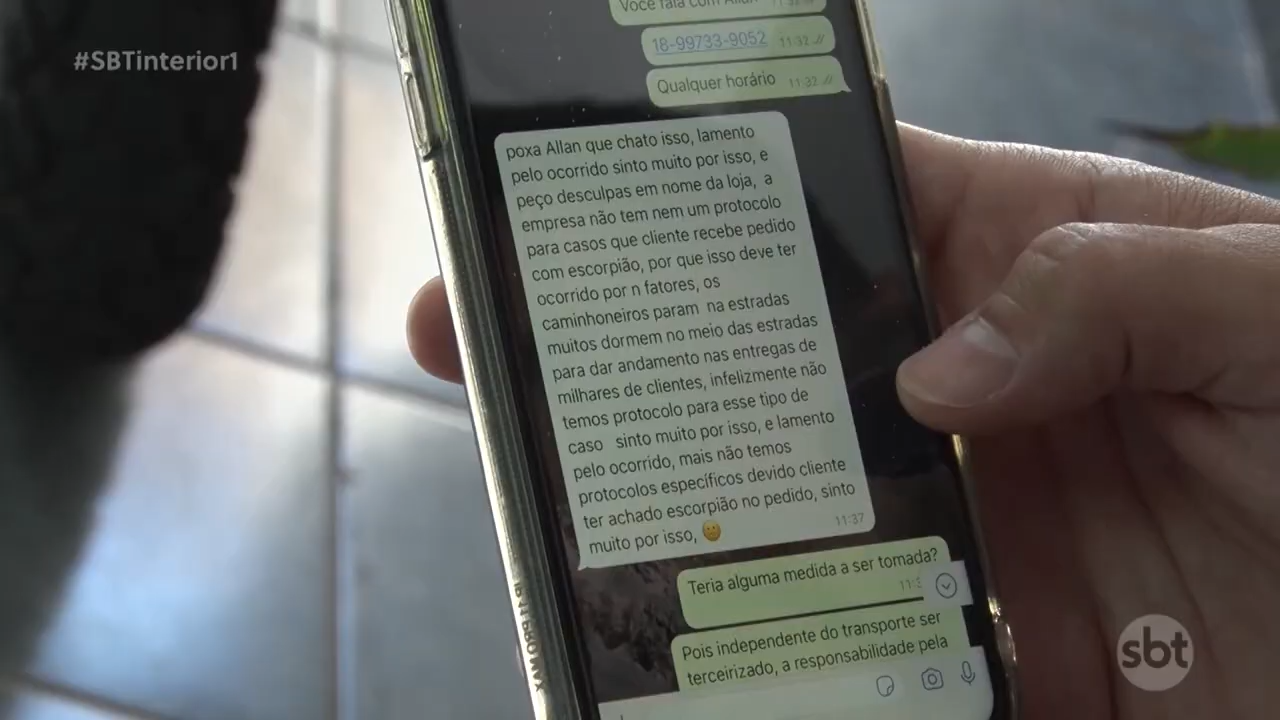 #SBTinterior1
Você fala com Allan 11:32
18-99733-9052 11:32
Qualquer horário 11:32
poxa Allan que chato isso, lamento
pelo ocorrido sinto muito por isso, e
peço desculpas em nome da loja, a
empresa não tem nem um protocolo
para casos que cliente recebe pedido
com escorpião, por que isso deve ter
ocorrido por n fatores, os
caminhoneiros param na estradas
muitos dormem no meio das estradas
para dar andamento nas entregas de
milhares de clientes, infelizmente não
temos protocolo para esse tipo de
caso sinto muito por isso, e lamento
pelo ocorrido, mais não temos
protocolos específicos devido cliente
ter achado escorpião no pedido, sinto
muito por isso, 😕 11:37
Teria alguma medida a ser tomada?
Pois independente do transporte ser
terceirizado, a responsabilidade pela
sbt